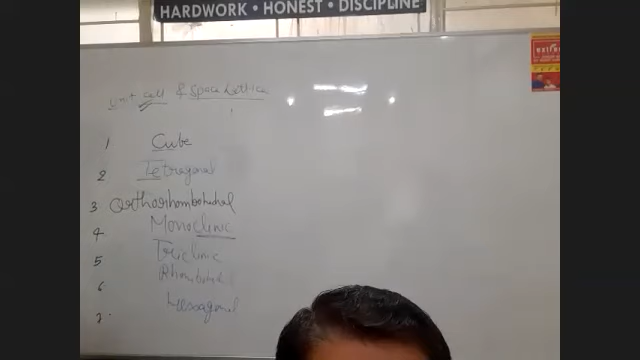 HARDWORK • HONEST • DISCIPLINE
Unit cell & Space Lattice
1 Cube
2 Tetragonal
3 Orthorhombohedral
4 Monoclinic
5 Triclinic
6 Rhombohedral
7 Hexagonal